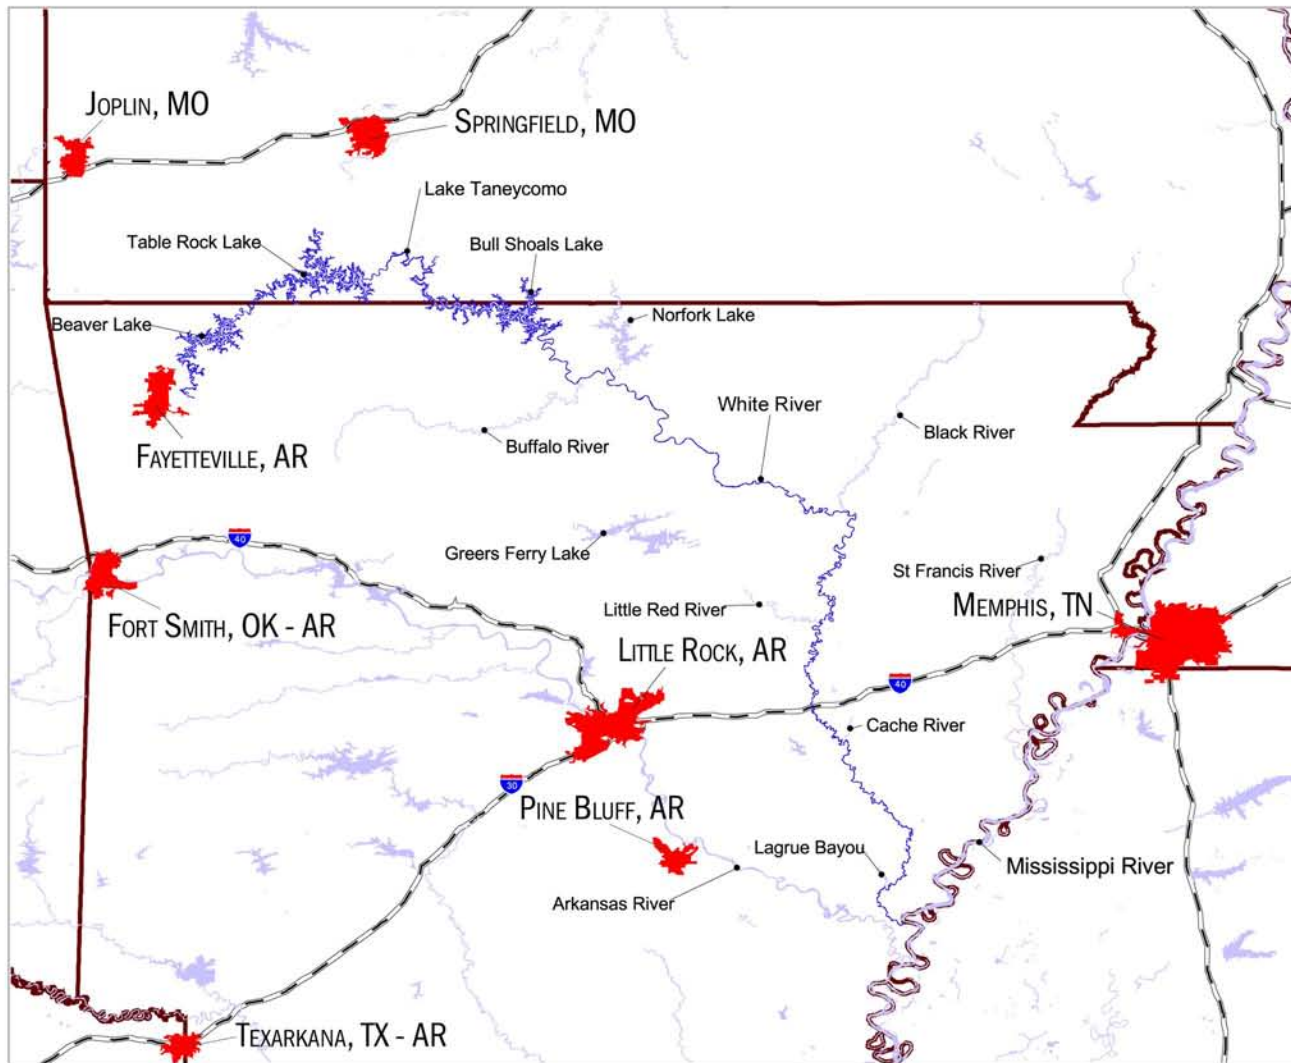 JOPLIN, MO
SPRINGFIELD, MO
Lake Taneycomo
Table Rock Lake
Bull Shoals Lake
Beaver Lake
Norfork Lake
White River
Black River
Buffalo River
FAYETTEVILLE, AR
40
Greers Ferry Lake
St Francis River
Little Red River
MEMPHIS, TN
FORT SMITH, OK - AR
LITTLE ROCK, AR
40
Cache River
30
PINE BLUFF, AR
Lagrue Bayou
Mississippi River
Arkansas River
TEXARKANA, TX - AR